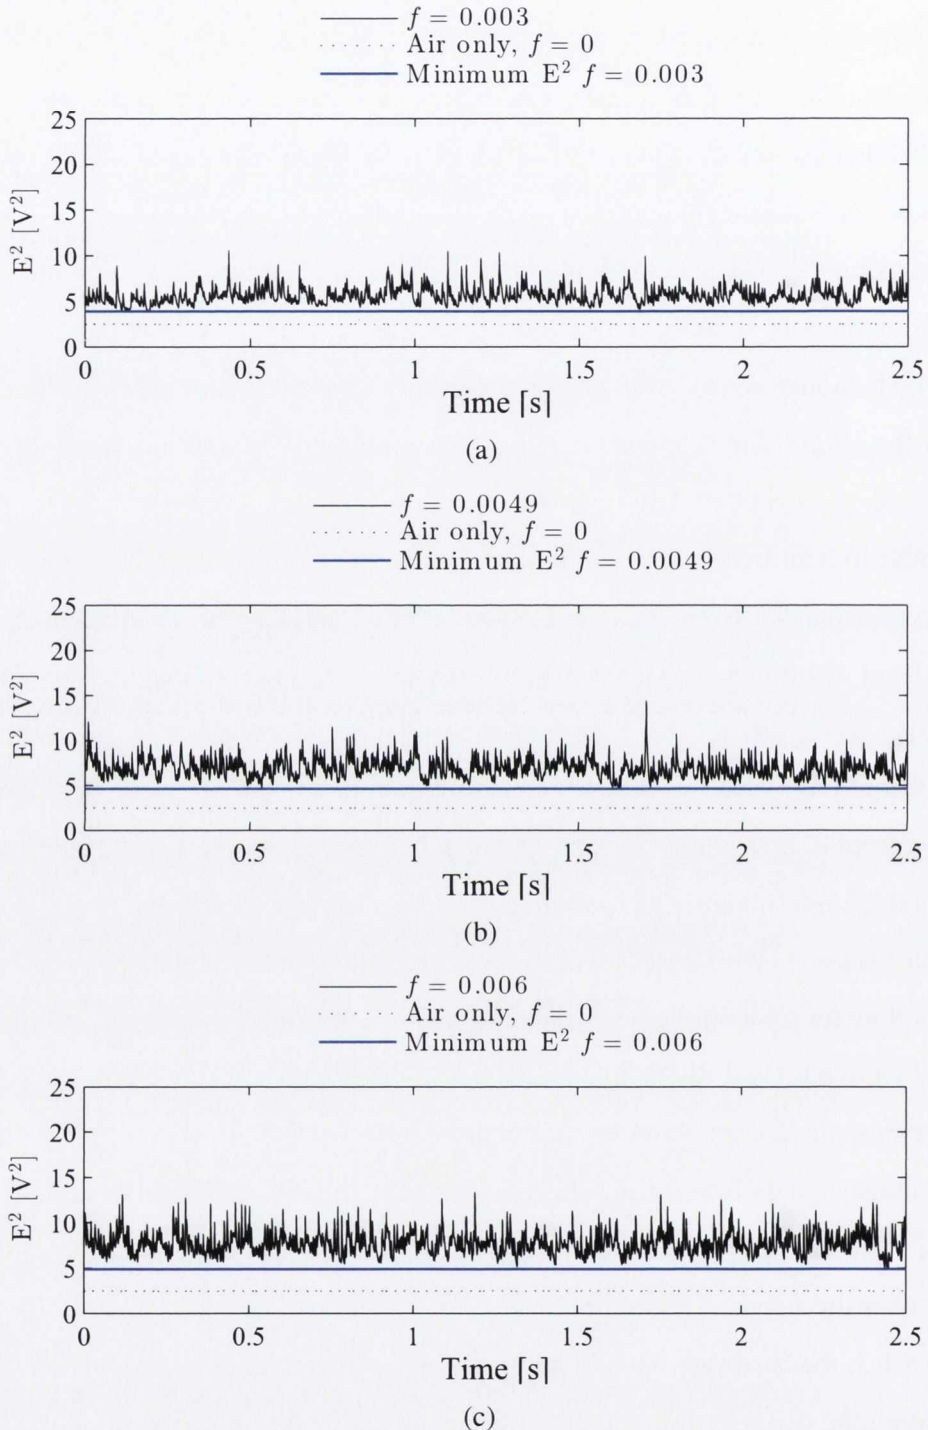 f = 0.003
Air only, f = 0
Minimum E² f = 0.003
25
20
15
10
5
0
E² [V²]
0 0.5 1 1.5 2 2.5
Time [s]
(a)
f = 0.0049
Air only, f = 0
Minimum E² f = 0.0049
25
20
15
10
5
0
E² [V²]
0 0.5 1 1.5 2 2.5
Time [s]
(b)
f = 0.006
Air only, f = 0
Minimum E² f = 0.006
25
20
15
10
5
0
E² [V²]
0 0.5 1 1.5 2 2.5
Time [s]
(c)